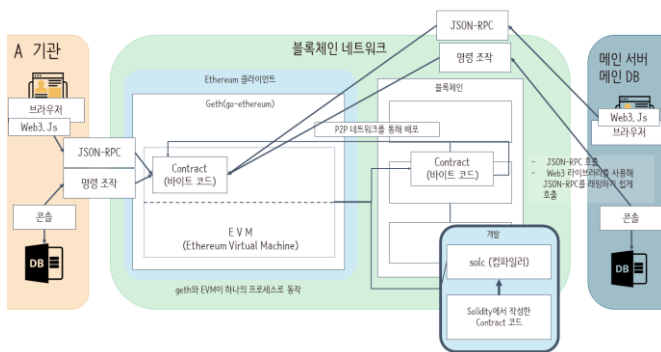 A 기관
브라우저
Web3.Js
JSON-RPC
명령 조작
콘솔
DB
블록체인 네트워크
Ethereum 클라이언트
Geth(go-ethereum)
Contract
(바이트 코드)
E V M
(Ethereum Virtual Machine)
geth와 EVM이 하나의 프로세스로 동작
P2P 네트워크를 통해 배포
블록체인
Contract
(바이트 코드)
개발
solc (컴파일러)
Solidity에서 작성한
Contract 코드
JSON-RPC
명령 조작
메인 서버
메인 DB
Web3.Js
브라우저
- JSON-RPC 호출
- Web3 라이브러리를 사용해
JSON-RPC를 래핑하지 쉽게
호출
콘솔
DB